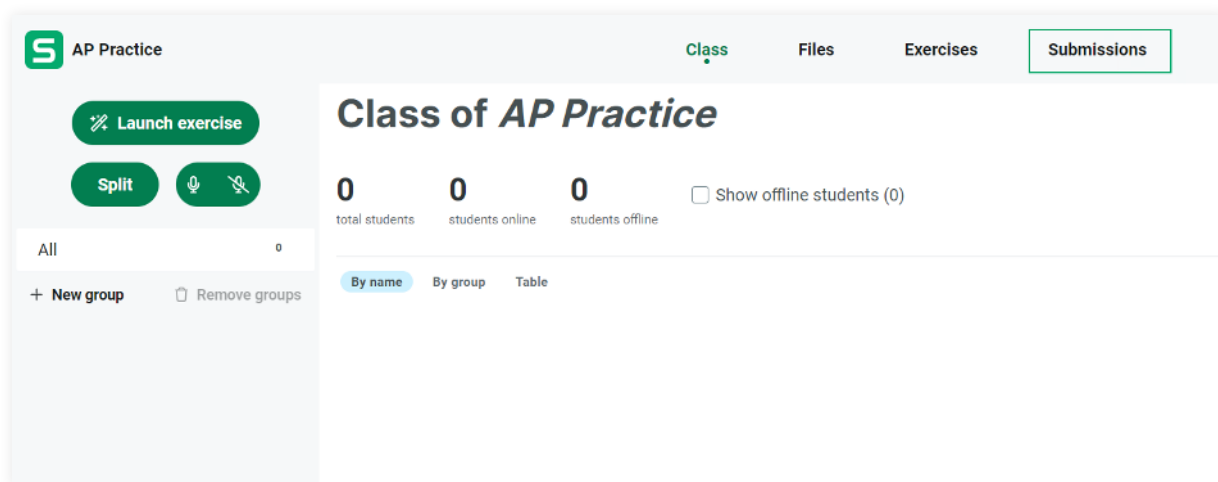 S AP Practice Class Files Exercises Submissions
Launch exercise
Split
All 0
+ New group Remove groups
Class of AP Practice
0 0 0
total students students online students offline
Show offline students (0)
By name By group Table